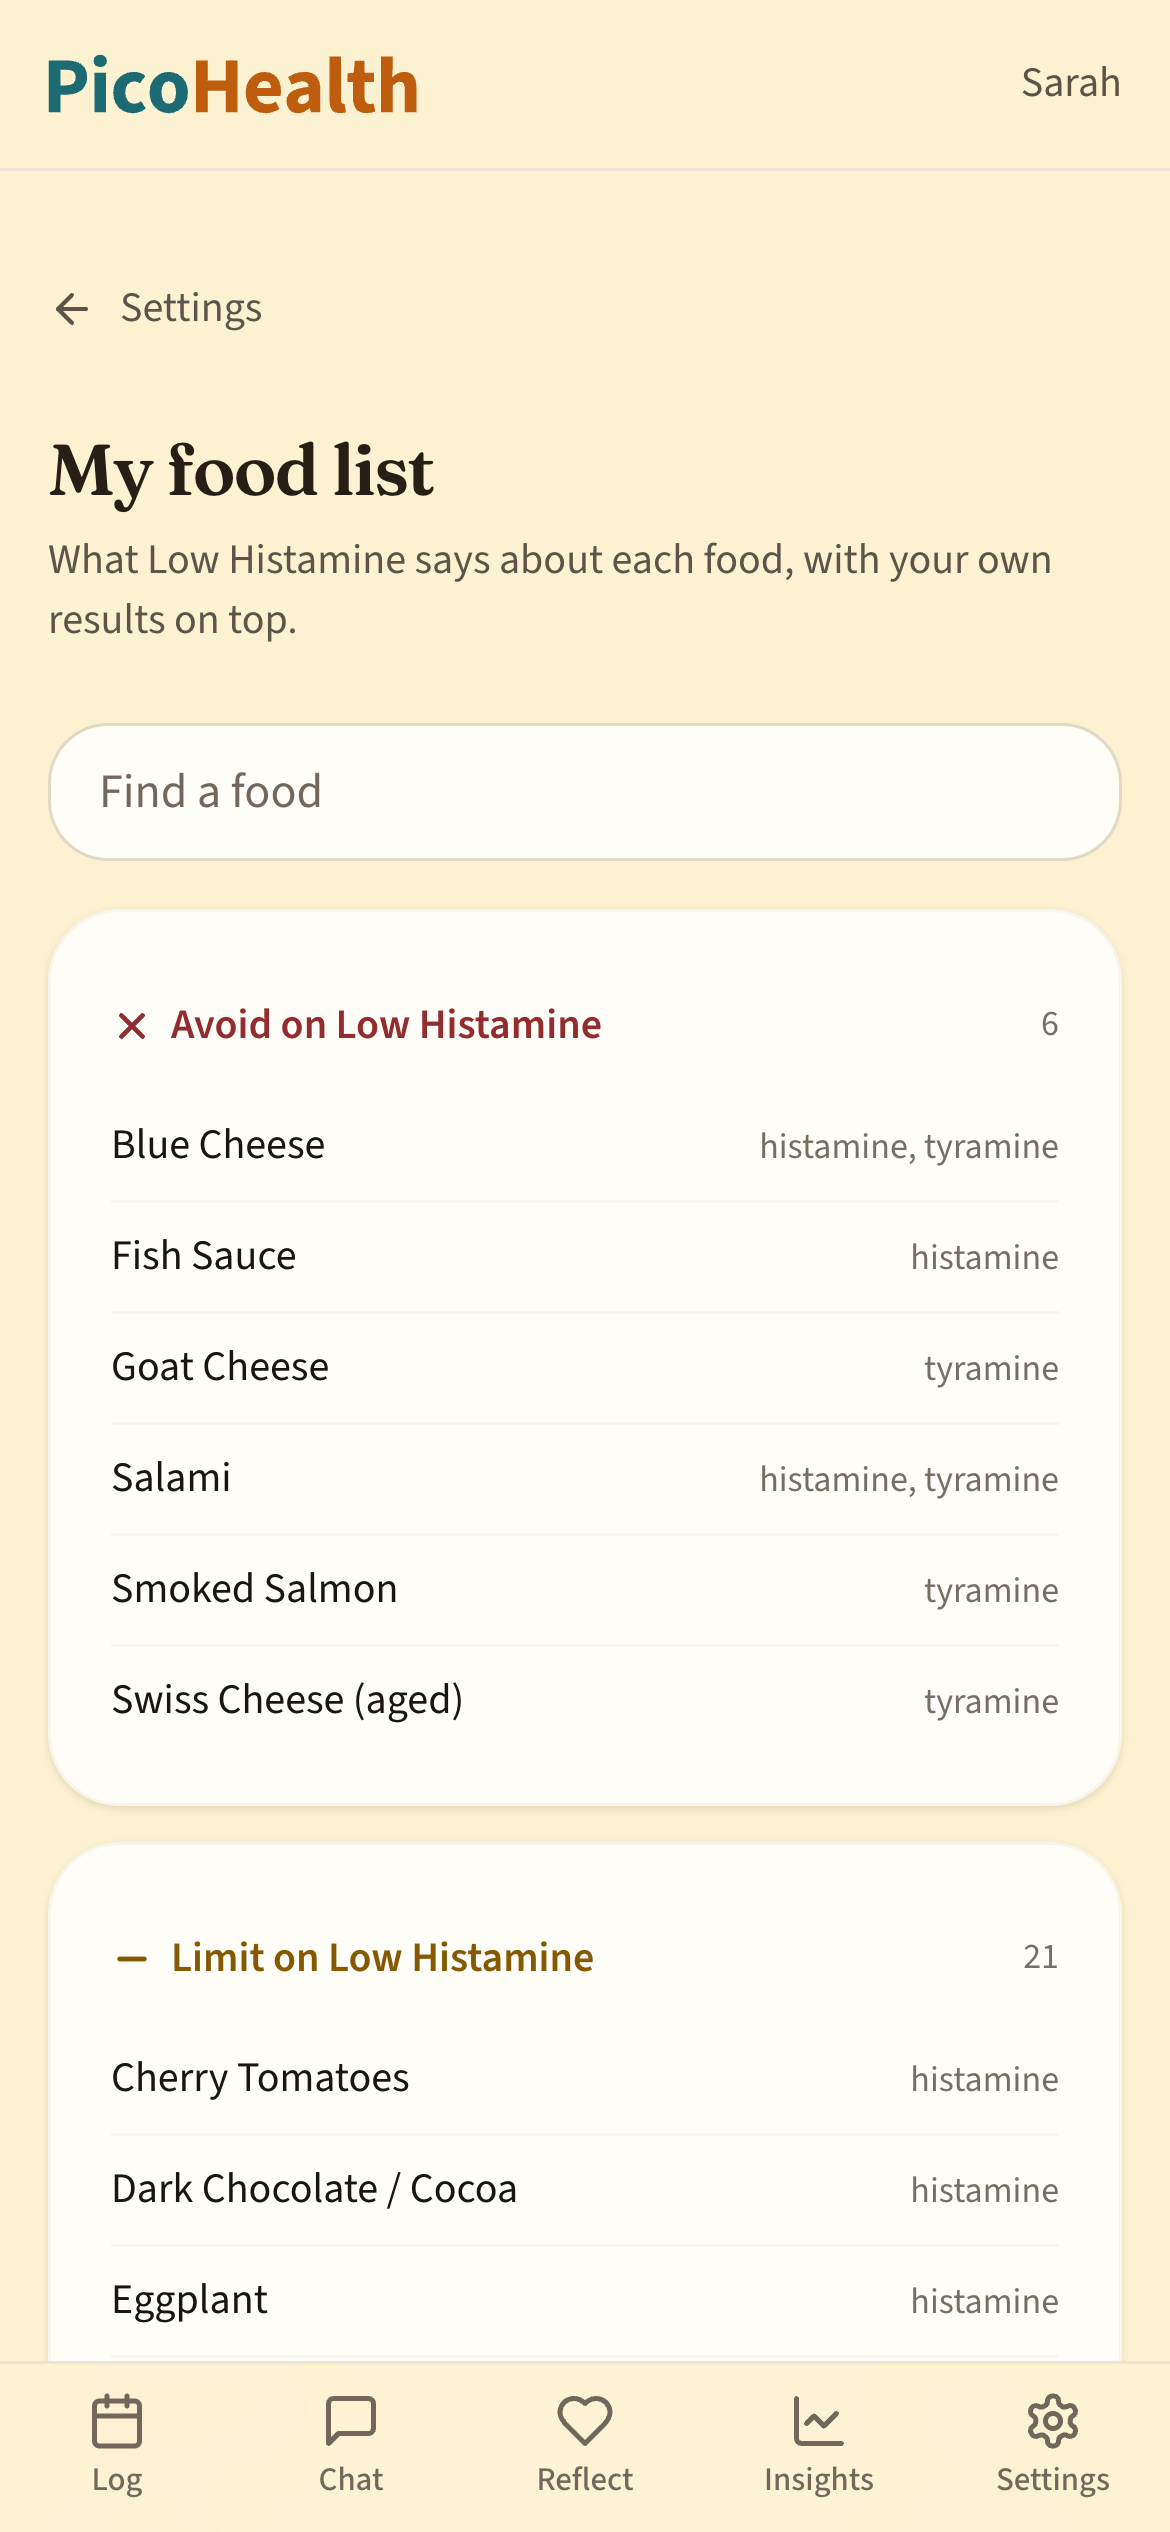 PicoHealth
Sarah
Settings
My food list
What Low Histamine says about each food, with your own
results on top.
Find a food
Avoid on Low Histamine 6
Blue Cheese histamine, tyramine
Fish Sauce histamine
Goat Cheese tyramine
Salami histamine, tyramine
Smoked Salmon tyramine
Swiss Cheese (aged) tyramine
Limit on Low Histamine 21
Cherry Tomatoes histamine
Dark Chocolate / Cocoa histamine
Eggplant histamine
Log Chat Reflect Insights Settings